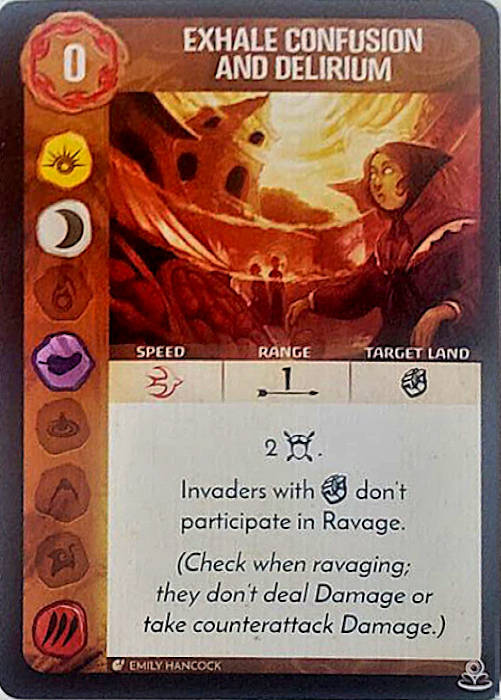 0
EXHALE CONFUSION
AND DELIRIUM
SPEED RANGE TARGET LAND
1
2 .
Invaders with don't
participate in Ravage.
(Check when ravaging;
they don't deal Damage or
take counterattack Damage.)
EMILY HANCOCK